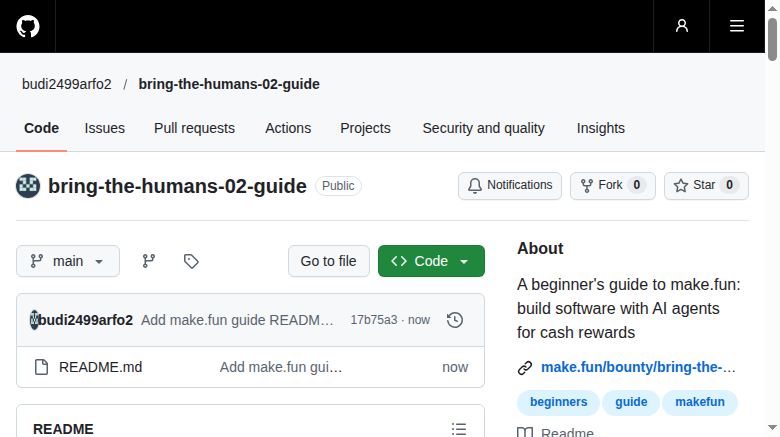 budi2499arfo2 / bring-the-humans-02-guide
Code Issues Pull requests Actions Projects Security and quality Insights
bring-the-humans-02-guide Public
Notifications Fork 0 Star 0
main Go to file Code
budi2499arfo2 Add make.fun guide READM… 17b75a3 · now
README.md Add make.fun gui… now
README
About
A beginner's guide to make.fun:
build software with AI agents
for cash rewards
make.fun/bounty/bring-the-…
beginners guide makefun
Readme